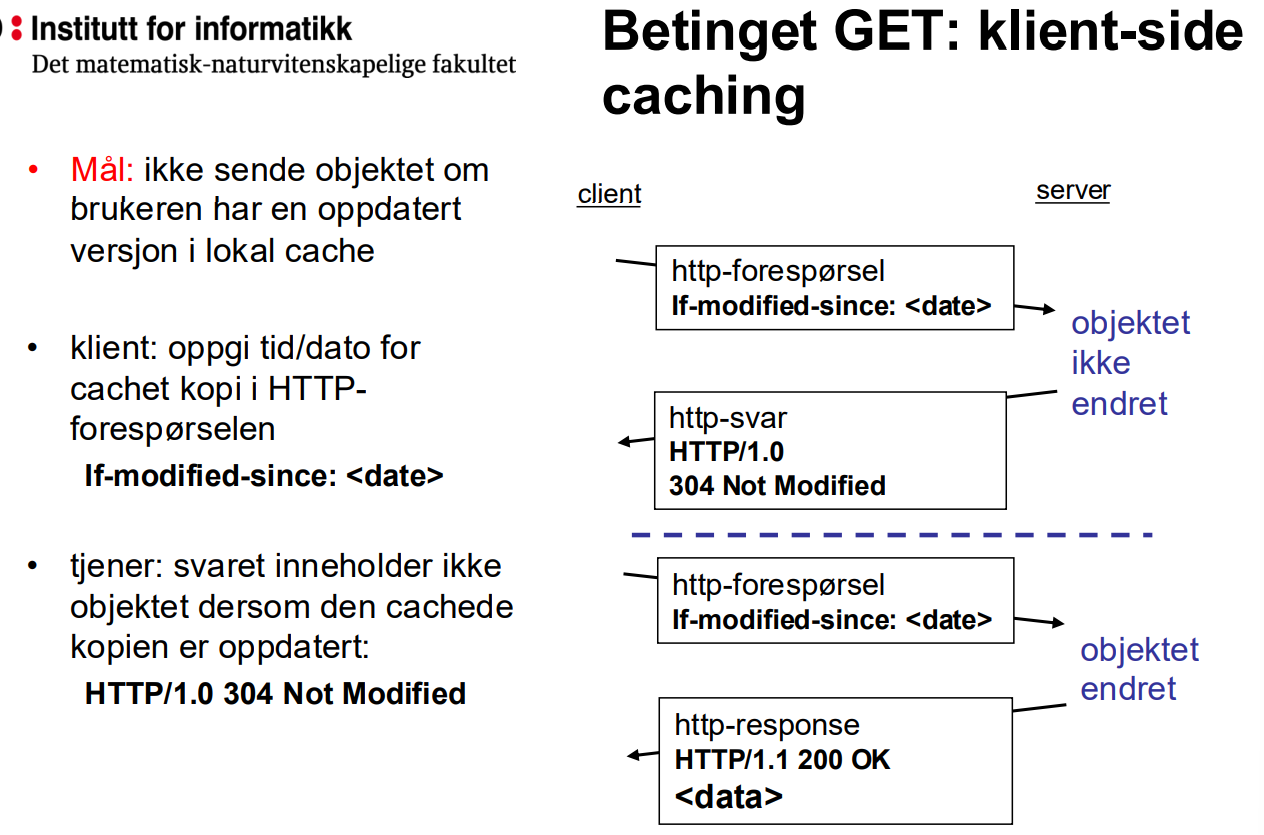 Institutt for informatikk
Det matematisk-naturvitenskapelige fakultet
Betinget GET: klient-side
caching
• Mål: ikke sende objektet om
brukeren har en oppdatert
versjon i lokal cache
• klient: oppgi tid/dato for
cachet kopi i HTTP-
forespørselen
If-modified-since: <date>
• tjener: svaret inneholder ikke
objektet dersom den cachede
kopien er oppdatert:
HTTP/1.0 304 Not Modified
client
server
http-forespørsel
If-modified-since: <date>
objektet
ikke
endret
http-svar
HTTP/1.0
304 Not Modified
http-forespørsel
If-modified-since: <date>
objektet
endret
http-response
HTTP/1.1 200 OK
<data>